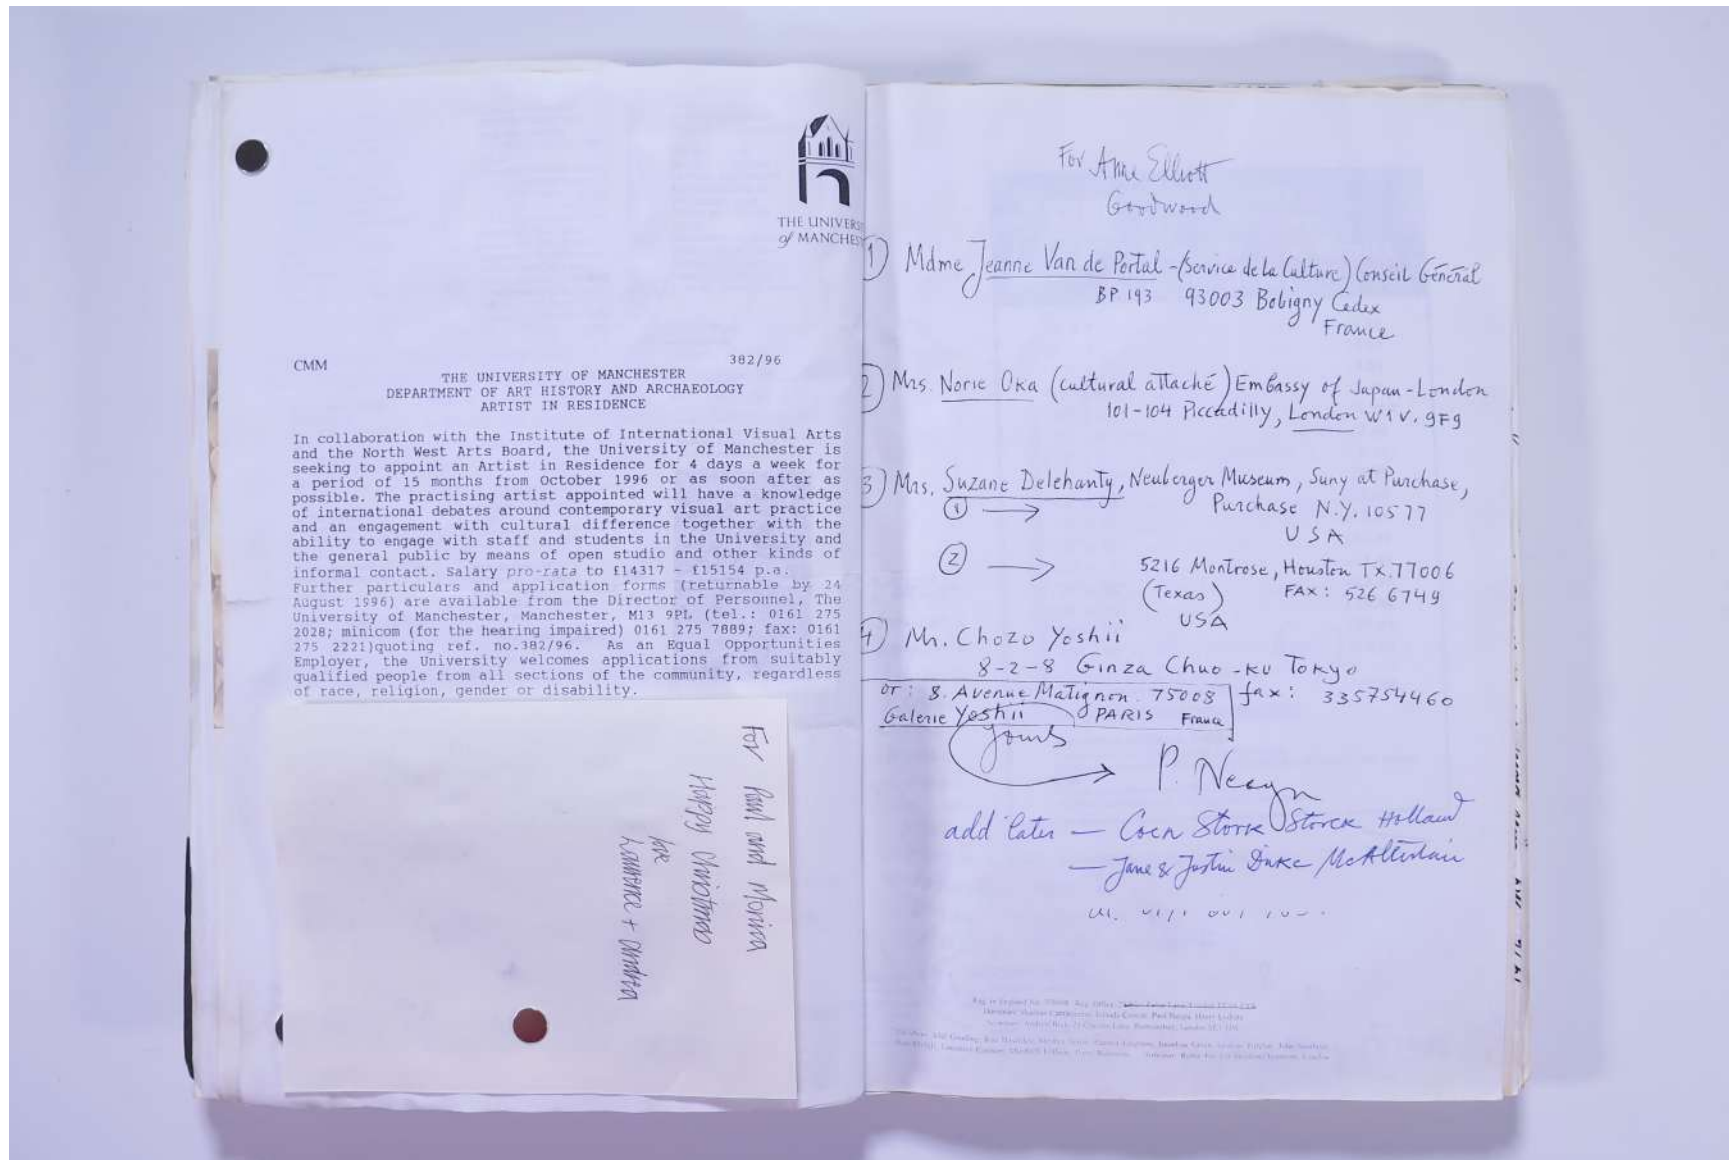 THE UNIVERS
of MANCHES
CMM 382/96
THE UNIVERSITY OF MANCHESTER
DEPARTMENT OF ART HISTORY AND ARCHAEOLOGY
ARTIST IN RESIDENCE
In collaboration with the Institute of International Visual Arts
and the North West Arts Board, the University of Manchester is
seeking to appoint an Artist in Residence for 4 days a week for
a period of 15 months from October 1996 or as soon after as
possible. The practising artist appointed will have a knowledge
of international debates around contemporary visual art practice
and an engagement with cultural difference together with the
ability to engage with staff and students in the University and
the general public by means of open studio and other kinds of
informal contact. Salary pro-rata to £14317 - £15154 p.a.
Further particulars and application forms (returnable by 24
August 1996) are available from the Director of Personnel, The
University of Manchester, Manchester, M13 9PL (tel.: 0161 275
2028; minicom (for the hearing impaired) 0161 275 7889; fax: 0161
275 2221)quoting ref. no.382/96. As an Equal Opportunities
Employer, the University welcomes applications from suitably
qualified people from all sections of the community, regardless
of race, religion, gender or disability.
For Paul and Monica
Happy Christmas
love
Laurence + Andrea
For Anne Elliott
Goodwood
1) Mdme Jeanne Van de Portal - (Service de la Culture) Conseil Général
BP 193 93003 Bobigny Cedex
France
2) Mrs. Norie Oka (cultural attaché) Embassy of Japan - London
101-104 Piccadilly, London W1V. 9F9
3) Mrs. Suzane Delehanty, Neuberger Museum, Suny at Purchase,
1 → Purchase N.Y. 10577
USA
2 → 5216 Montrose, Houston TX. 77006
(Texas) FAX: 526 6749
USA
4) Mr. Chozo Yoshii
8-2-8 Ginza Chuo-ku Tokyo
or: 8. Avenue Matignon. 75008 fax: 335754460
Galerie Yoshii PARIS France
Yours
P. Neagu
add later — Coen Stork Storck Holland
— Jane & Justin Duke McAllister